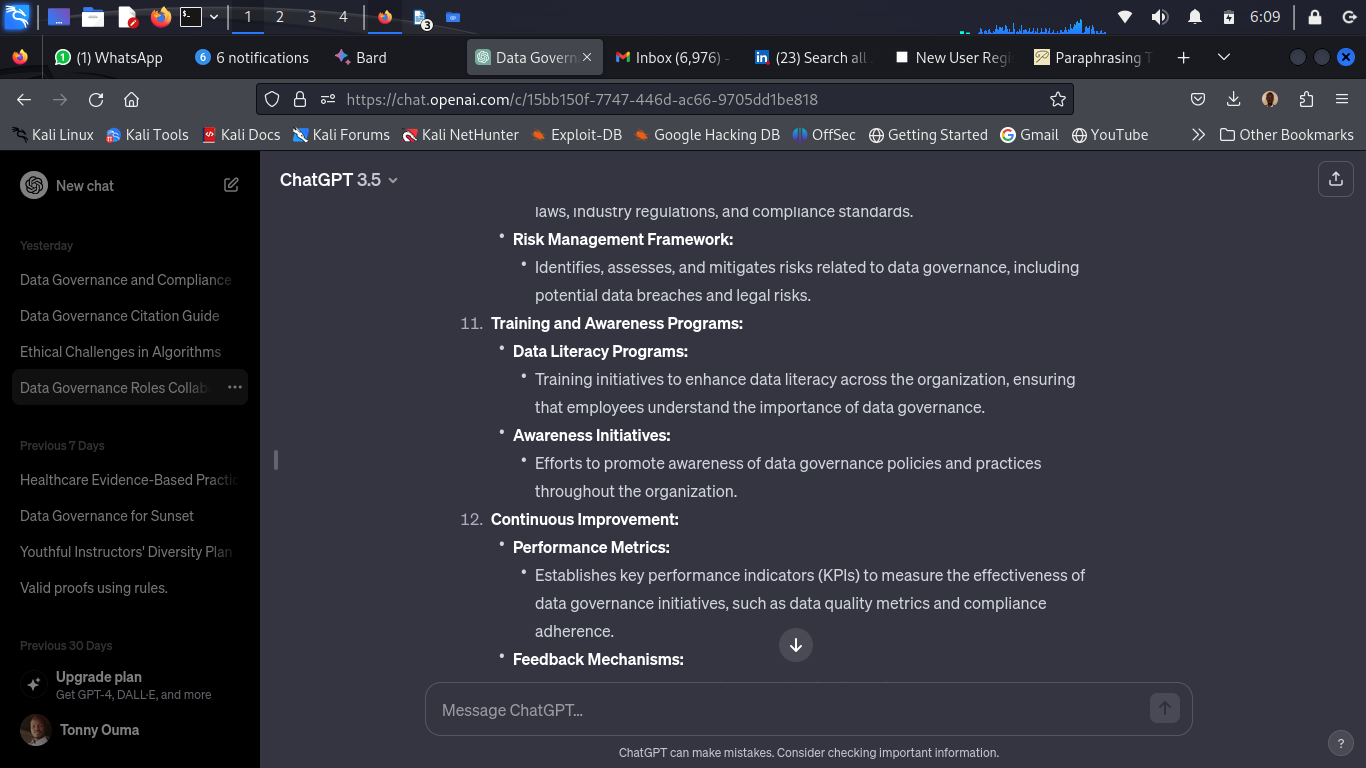 1 2 3 4 3 6:09
(1) WhatsApp 6 notifications Bard Data Govern Inbox (6,976) - (23) Search all New User Regi Paraphrasing T
https://chat.openai.com/c/15bb150f-7747-446d-ac66-9705dd1be818
Kali Linux Kali Tools Kali Docs Kali Forums Kali NetHunter Exploit-DB Google Hacking DB OffSec Getting Started Gmail YouTube Other Bookmarks
New chat
Yesterday
Data Governance and Compliance
Data Governance Citation Guide
Ethical Challenges in Algorithms
Data Governance Roles Collab
Previous 7 Days
Healthcare Evidence-Based Practic
Data Governance for Sunset
Youthful Instructors' Diversity Plan
Valid proofs using rules.
Previous 30 Days
Upgrade plan
Get GPT-4, DALL·E, and more
Tonny Ouma
ChatGPT 3.5
laws, industry regulations, and compliance standards.
• Risk Management Framework:
• Identifies, assesses, and mitigates risks related to data governance, including
potential data breaches and legal risks.
11. Training and Awareness Programs:
• Data Literacy Programs:
• Training initiatives to enhance data literacy across the organization, ensuring
that employees understand the importance of data governance.
• Awareness Initiatives:
• Efforts to promote awareness of data governance policies and practices
throughout the organization.
12. Continuous Improvement:
• Performance Metrics:
• Establishes key performance indicators (KPIs) to measure the effectiveness of
data governance initiatives, such as data quality metrics and compliance
adherence.
• Feedback Mechanisms:
Message ChatGPT...
ChatGPT can make mistakes. Consider checking important information.
?